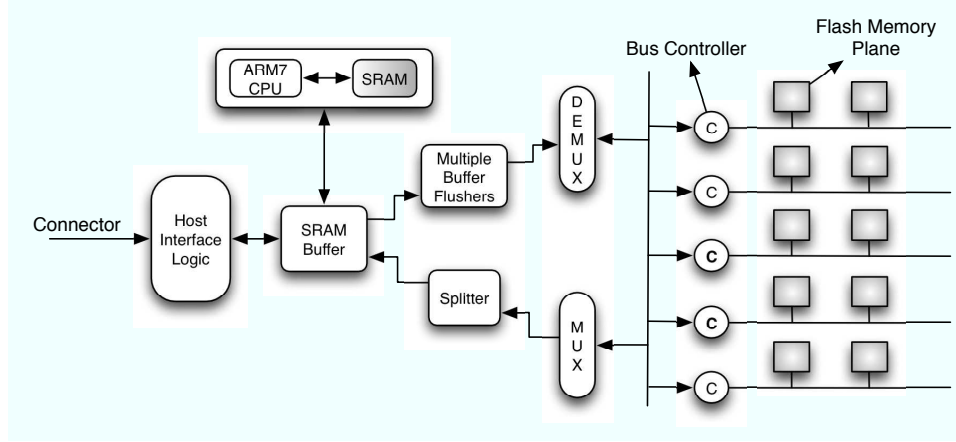 Flash Memory
Plane
Bus Controller
ARM7
CPU
SRAM
D
E
M
U
X
Multiple
Buffer
Flushers
Connector
Host
Interface
Logic
SRAM
Buffer
Splitter
M
U
X
C
C
C
C
C